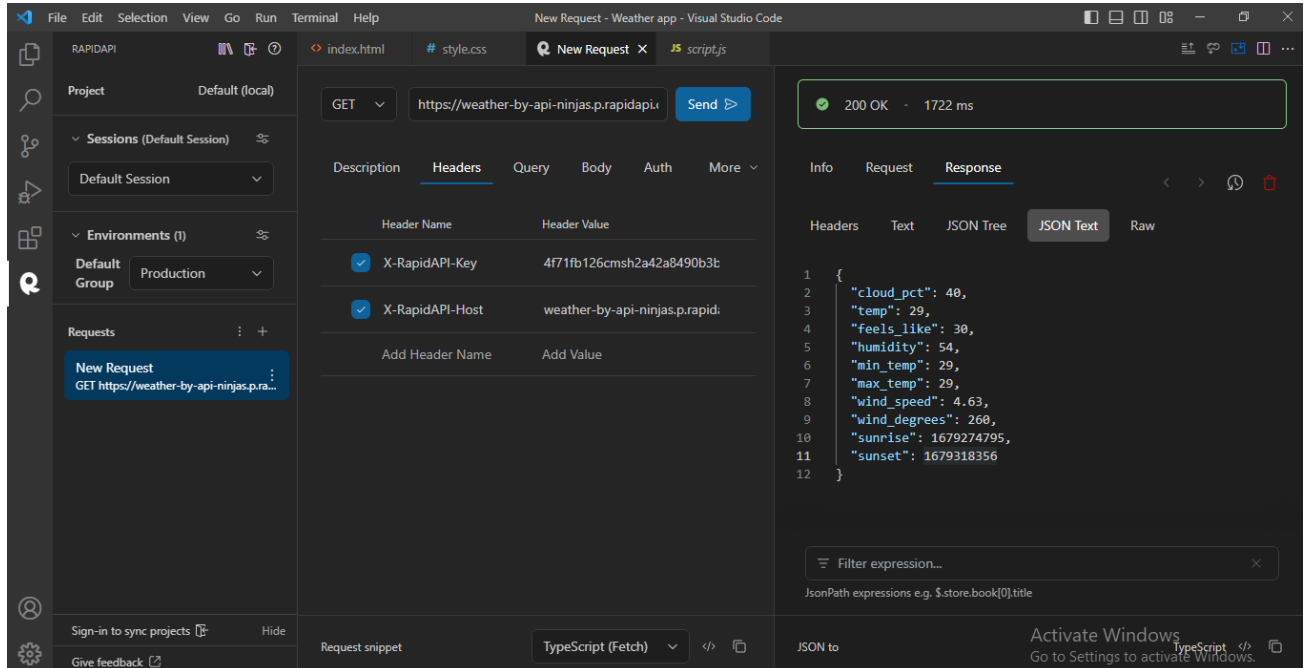 File Edit Selection View Go Run Terminal Help
New Request - Weather app - Visual Studio Code
RAPIDAPI
Project Default (local)
Sessions (Default Session)
Default Session
Environments (1)
Default Group
Production
Requests
New Request
GET https://weather-by-api-ninjas.p.ra...
Sign-in to sync projects Hide
Give feedback
<> index.html # style.css New Request JS script.js
GET https://weather-by-api-ninjas.p.rapidapi.c Send
Description Headers Query Body Auth More
Header Name Header Value
X-RapidAPI-Key 4f71fb126cmsh2a42a8490b3b
X-RapidAPI-Host weather-by-api-ninjas.p.rapid
Add Header Name Add Value
Request snippet TypeScript (Fetch) </>
200 OK · 1722 ms
Info Request Response
Headers Text JSON Tree JSON Text Raw
1 {
2 "cloud_pct": 40,
3 "temp": 29,
4 "feels_like": 30,
5 "humidity": 54,
6 "min_temp": 29,
7 "max_temp": 29,
8 "wind_speed": 4.63,
9 "wind_degrees": 260,
10 "sunrise": 1679274795,
11 "sunset": 1679318356
12 }
Filter expression...
JsonPath expressions e.g. $.store.book[0].title
JSON to TypeScript </>
Activate Windows
Go to Settings to activate Windows.